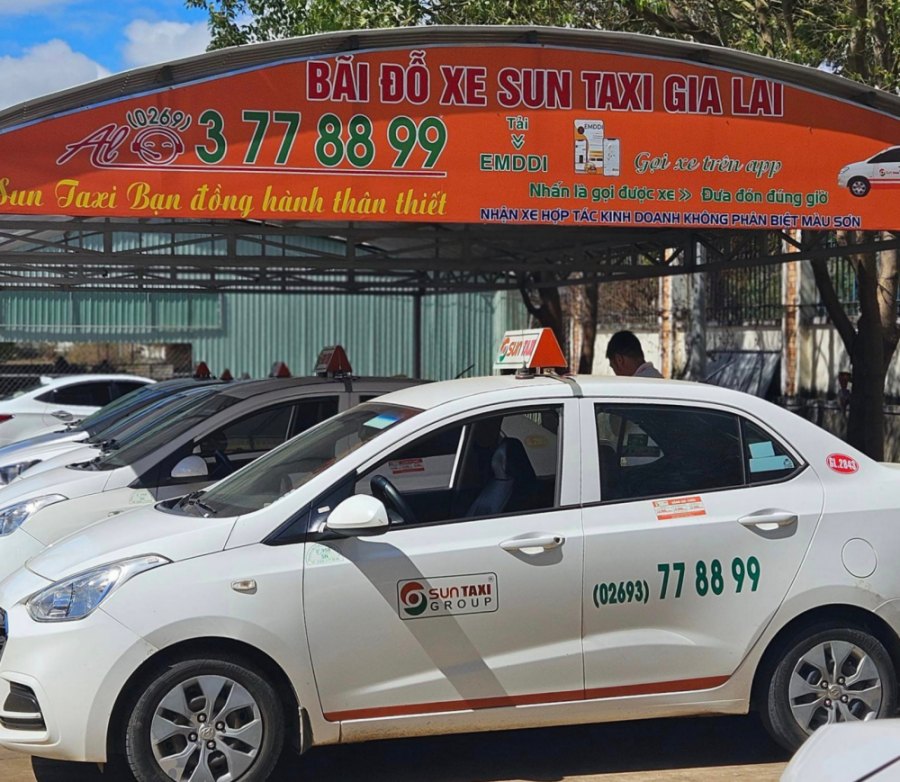 BÃI ĐỖ XE SUN TAXI GIA LAI
Alo (0269) 3 77 88 99
Tải
EMDDI
EMDDI
Gọi xe trên app
Sun Taxi Bạn đồng hành thân thiết
Nhấn là gọi được xe >> Đưa đón đúng giờ
NHẬN XE HỢP TÁC KINH DOANH KHÔNG PHÂN BIỆT MÀU SƠN
SUN TAXI
GL.2843
SUN TAXI
GROUP
(02693) 77 88 99